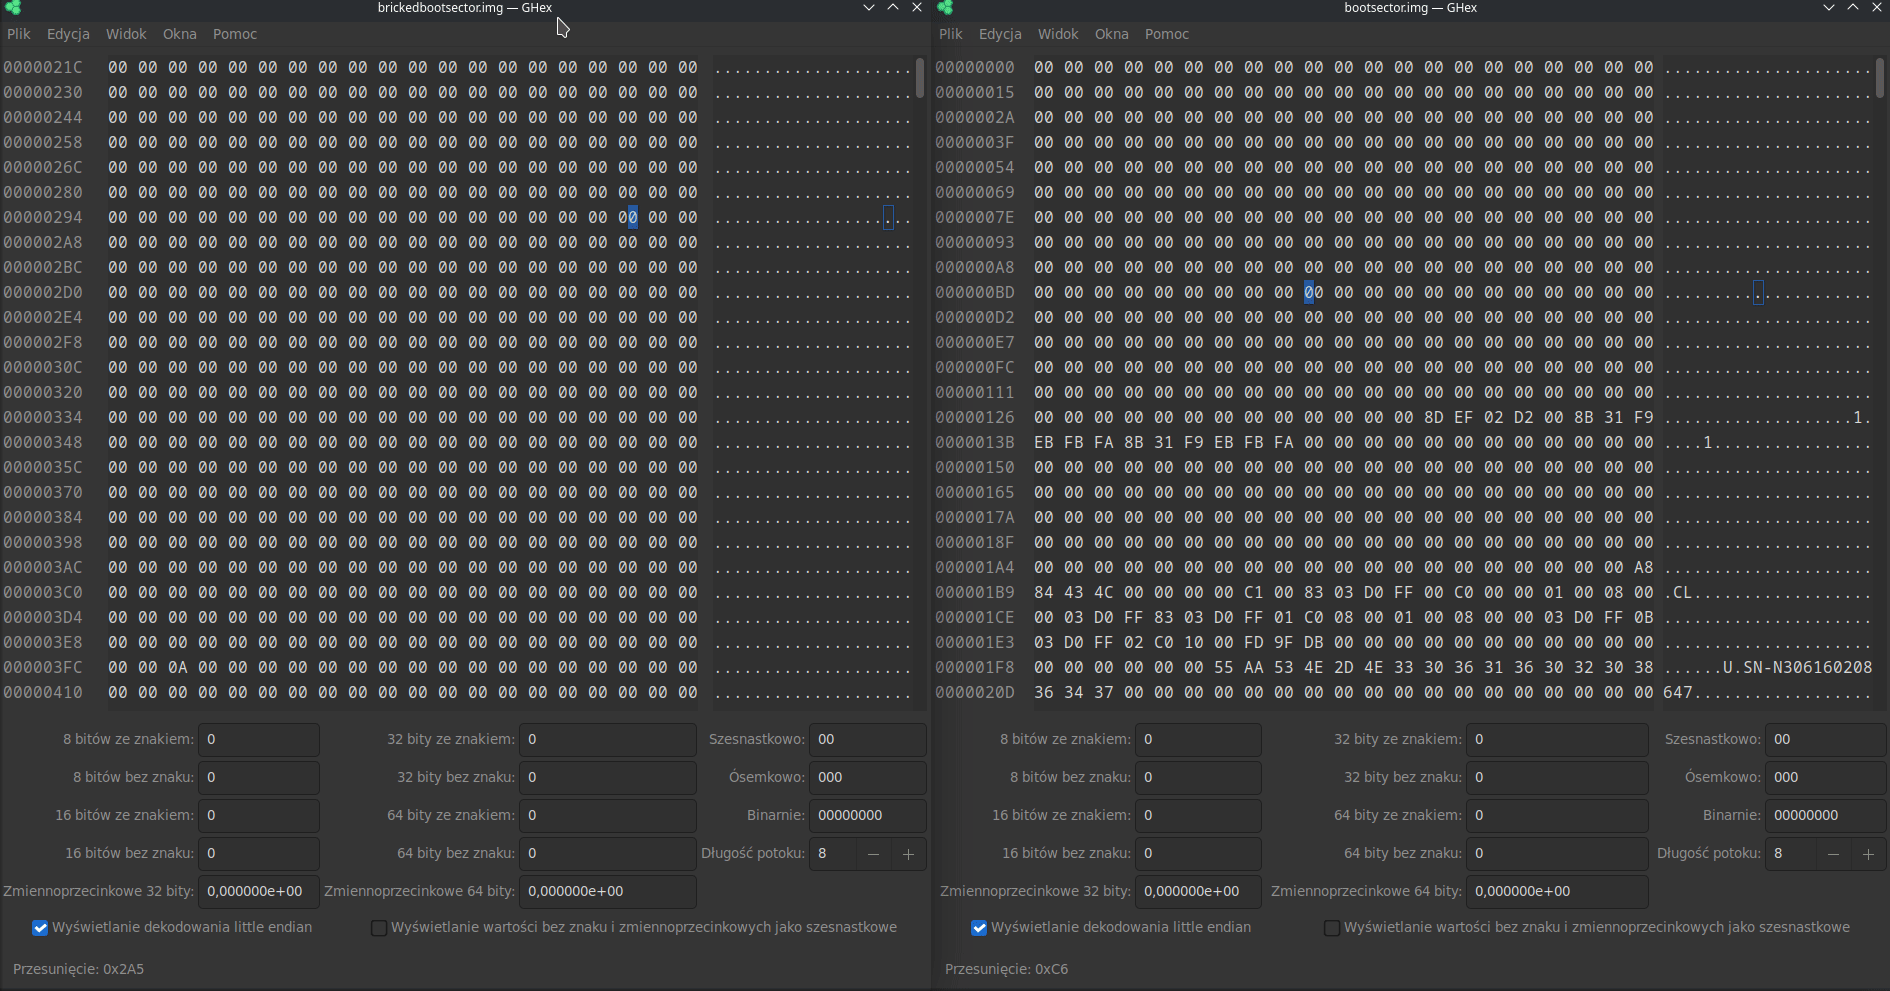 brickedbootsector.img — GHex
Plik Edycja Widok Okna Pomoc
0000021C 00 00 00 00 00 00 00 00 00 00 00 00 00 00 00 00 00 00 00 00 ....................
00000230 00 00 00 00 00 00 00 00 00 00 00 00 00 00 00 00 00 00 00 00 ....................
00000244 00 00 00 00 00 00 00 00 00 00 00 00 00 00 00 00 00 00 00 00 ....................
00000258 00 00 00 00 00 00 00 00 00 00 00 00 00 00 00 00 00 00 00 00 ....................
0000026C 00 00 00 00 00 00 00 00 00 00 00 00 00 00 00 00 00 00 00 00 ....................
00000280 00 00 00 00 00 00 00 00 00 00 00 00 00 00 00 00 00 00 00 00 ....................
00000294 00 00 00 00 00 00 00 00 00 00 00 00 00 00 00 00 00 00 00 00 ....................
000002A8 00 00 00 00 00 00 00 00 00 00 00 00 00 00 00 00 00 00 00 00 ....................
000002BC 00 00 00 00 00 00 00 00 00 00 00 00 00 00 00 00 00 00 00 00 ....................
000002D0 00 00 00 00 00 00 00 00 00 00 00 00 00 00 00 00 00 00 00 00 ....................
000002E4 00 00 00 00 00 00 00 00 00 00 00 00 00 00 00 00 00 00 00 00 ....................
000002F8 00 00 00 00 00 00 00 00 00 00 00 00 00 00 00 00 00 00 00 00 ....................
0000030C 00 00 00 00 00 00 00 00 00 00 00 00 00 00 00 00 00 00 00 00 ....................
00000320 00 00 00 00 00 00 00 00 00 00 00 00 00 00 00 00 00 00 00 00 ....................
00000334 00 00 00 00 00 00 00 00 00 00 00 00 00 00 00 00 00 00 00 00 ....................
00000348 00 00 00 00 00 00 00 00 00 00 00 00 00 00 00 00 00 00 00 00 ....................
0000035C 00 00 00 00 00 00 00 00 00 00 00 00 00 00 00 00 00 00 00 00 ....................
00000370 00 00 00 00 00 00 00 00 00 00 00 00 00 00 00 00 00 00 00 00 ....................
00000384 00 00 00 00 00 00 00 00 00 00 00 00 00 00 00 00 00 00 00 00 ....................
00000398 00 00 00 00 00 00 00 00 00 00 00 00 00 00 00 00 00 00 00 00 ....................
000003AC 00 00 00 00 00 00 00 00 00 00 00 00 00 00 00 00 00 00 00 00 ....................
000003C0 00 00 00 00 00 00 00 00 00 00 00 00 00 00 00 00 00 00 00 00 ....................
000003D4 00 00 00 00 00 00 00 00 00 00 00 00 00 00 00 00 00 00 00 00 ....................
000003E8 00 00 00 00 00 00 00 00 00 00 00 00 00 00 00 00 00 00 00 00 ....................
000003FC 00 00 0A 00 00 00 00 00 00 00 00 00 00 00 00 00 00 00 00 00 ....................
00000410 00 00 00 00 00 00 00 00 00 00 00 00 00 00 00 00 00 00 00 00 ....................
8 bitów ze znakiem: 0 32 bity ze znakiem: 0 Szesnastkowo: 00
8 bitów bez znaku: 0 32 bity bez znaku: 0 Ósemkowo: 000
16 bitów ze znakiem: 0 64 bity ze znakiem: 0 Binarnie: 00000000
16 bitów bez znaku: 0 64 bity bez znaku: 0 Długość potoku: 8 − +
Zmiennoprzecinkowe 32 bity: 0,000000e+00 Zmiennoprzecinkowe 64 bity: 0,000000e+00
Wyświetlanie dekodowania little endian Wyświetlanie wartości bez znaku i zmiennoprzecinkowych jako szesnastkowe
Przesunięcie: 0x2A5
bootsector.img — GHex
Plik Edycja Widok Okna Pomoc
00000000 00 00 00 00 00 00 00 00 00 00 00 00 00 00 00 00 00 00 00 00 00 .....................
00000015 00 00 00 00 00 00 00 00 00 00 00 00 00 00 00 00 00 00 00 00 00 .....................
0000002A 00 00 00 00 00 00 00 00 00 00 00 00 00 00 00 00 00 00 00 00 00 .....................
0000003F 00 00 00 00 00 00 00 00 00 00 00 00 00 00 00 00 00 00 00 00 00 .....................
00000054 00 00 00 00 00 00 00 00 00 00 00 00 00 00 00 00 00 00 00 00 00 .....................
00000069 00 00 00 00 00 00 00 00 00 00 00 00 00 00 00 00 00 00 00 00 00 .....................
0000007E 00 00 00 00 00 00 00 00 00 00 00 00 00 00 00 00 00 00 00 00 00 .....................
00000093 00 00 00 00 00 00 00 00 00 00 00 00 00 00 00 00 00 00 00 00 00 .....................
000000A8 00 00 00 00 00 00 00 00 00 00 00 00 00 00 00 00 00 00 00 00 00 .....................
000000BD 00 00 00 00 00 00 00 00 00 00 00 00 00 00 00 00 00 00 00 00 00 .....................
000000D2 00 00 00 00 00 00 00 00 00 00 00 00 00 00 00 00 00 00 00 00 00 .....................
000000E7 00 00 00 00 00 00 00 00 00 00 00 00 00 00 00 00 00 00 00 00 00 .....................
000000FC 00 00 00 00 00 00 00 00 00 00 00 00 00 00 00 00 00 00 00 00 00 .....................
00000111 00 00 00 00 00 00 00 00 00 00 00 00 00 00 00 00 00 00 00 00 00 .....................
00000126 00 00 00 00 00 00 00 00 00 00 00 00 00 8D EF 02 D2 00 8B 31 F9 ...................1.
0000013B EB FB FA 8B 31 F9 EB FB FA 00 00 00 00 00 00 00 00 00 00 00 00 ....1................
00000150 00 00 00 00 00 00 00 00 00 00 00 00 00 00 00 00 00 00 00 00 00 .....................
00000165 00 00 00 00 00 00 00 00 00 00 00 00 00 00 00 00 00 00 00 00 00 .....................
0000017A 00 00 00 00 00 00 00 00 00 00 00 00 00 00 00 00 00 00 00 00 00 .....................
0000018F 00 00 00 00 00 00 00 00 00 00 00 00 00 00 00 00 00 00 00 00 00 .....................
000001A4 00 00 00 00 00 00 00 00 00 00 00 00 00 00 00 00 00 00 00 00 A8 .....................
000001B9 84 43 4C 00 00 00 00 C1 00 83 03 D0 FF 00 C0 00 00 01 00 08 00 .CL..................
000001CE 00 03 D0 FF 83 03 D0 FF 01 C0 08 00 01 00 08 00 00 03 D0 FF 0B .....................
000001E3 03 D0 FF 02 C0 10 00 FD 9F DB 00 00 00 00 00 00 00 00 00 00 00 .....................
000001F8 00 00 00 00 00 00 55 AA 53 4E 2D 4E 33 30 36 31 36 30 32 30 38 ......U.SN-N306160208
0000020D 36 34 37 00 00 00 00 00 00 00 00 00 00 00 00 00 00 00 00 00 00 647..................
8 bitów ze znakiem: 0 32 bity ze znakiem: 0 Szesnastkowo: 00
8 bitów bez znaku: 0 32 bity bez znaku: 0 Ósemkowo: 000
16 bitów ze znakiem: 0 64 bity ze znakiem: 0 Binarnie: 00000000
16 bitów bez znaku: 0 64 bity bez znaku: 0 Długość potoku: 8 − +
Zmiennoprzecinkowe 32 bity: 0,000000e+00 Zmiennoprzecinkowe 64 bity: 0,000000e+00
Wyświetlanie dekodowania little endian Wyświetlanie wartości bez znaku i zmiennoprzecinkowych jako szesnastkowe
Przesunięcie: 0xC6